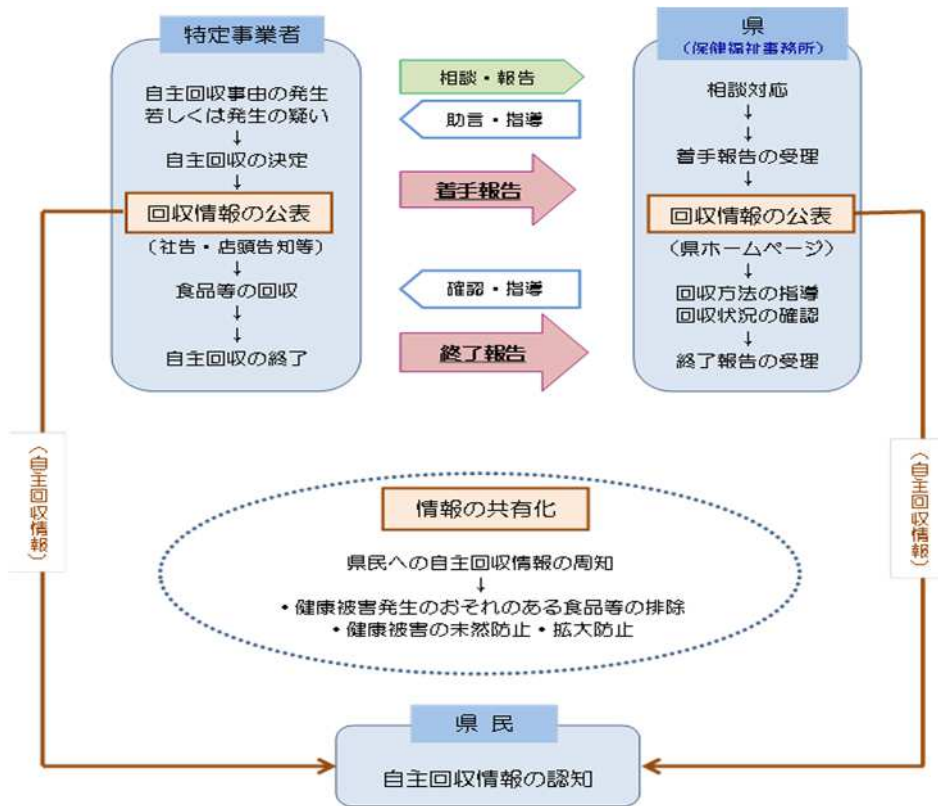 特定事業者
自主回収事由の発生
若しくは発生の疑い
↓
自主回収の決定
↓
回収情報の公表
（社告・店頭告知等）
↓
食品等の回収
↓
↓
自主回収の終了
相談・報告
助言・指導
着手報告
確認・指導
終了報告
県
（保健福祉事務所）
相談対応
↓
↓
着手報告の受理
↓
回収情報の公表
（県ホームページ）
↓
回収方法の指導
回収状況の確認
↓
終了報告の受理
〈自主回収情報〉
〈自主回収情報〉
情報の共有化
県民への自主回収情報の周知
↓
・健康被害発生のおそれのある食品等の排除
・健康被害の未然防止・拡大防止
県 民
自主回収情報の認知